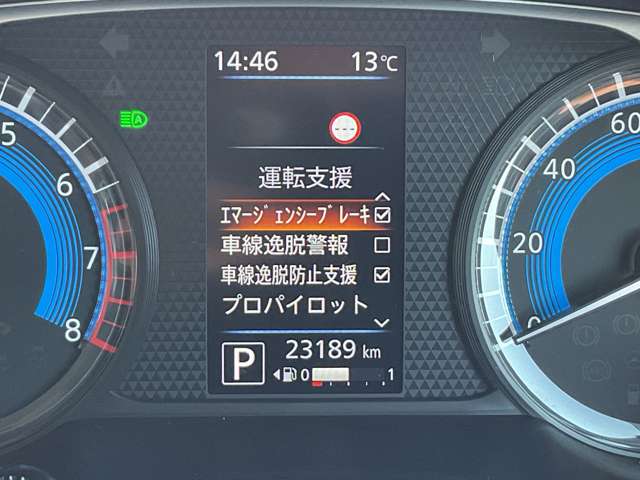 14:46 13℃
運転支援
ｴﾏｰｼﾞｪﾝｼｰﾌﾞﾚｰｷ
車線逸脱警報
車線逸脱防止支援
プロパイロット
P 23189 km
0 1
5
6
7
8
60
40
20
0
A